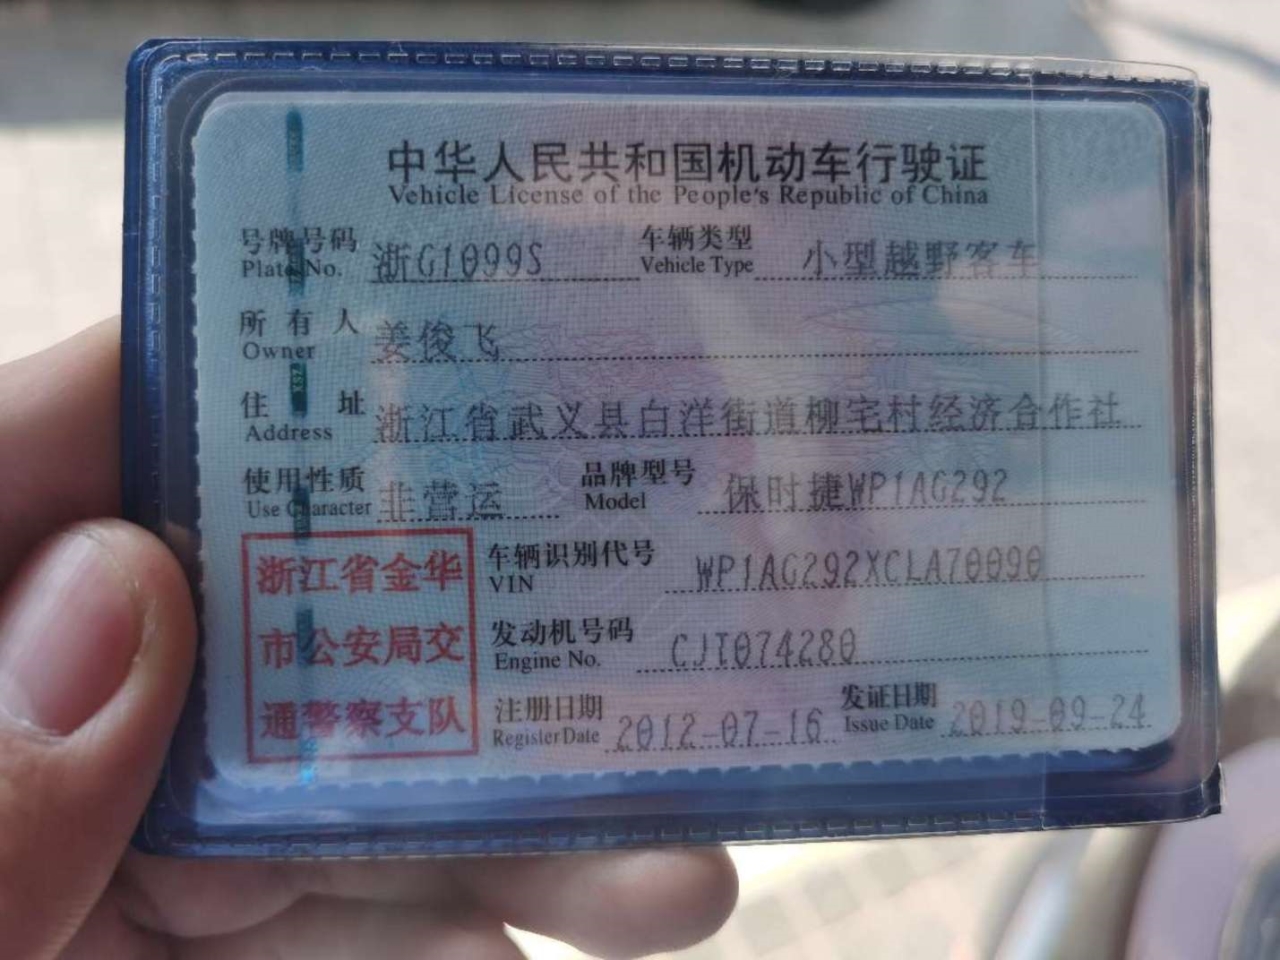 中华人民共和国机动车行驶证
Vehicle License of the People's Republic of China
号牌号码 浙G1099S 车辆类型 小型越野客车
Plate No. Vehicle Type
所有人 姜俊飞
Owner
住址 浙江省武义县白洋街道柳宅村经济合作社
Address
使用性质 非营运 品牌型号 保时捷WP1AG292
Use Character Model
浙江省金华
市公安局交
通警察支队
车辆识别代号 WP1AG292XCLA70090
VIN
发动机号码 CJT074280
Engine No.
注册日期 2012-07-16 发证日期 2019-09-24
Register Date Issue Date